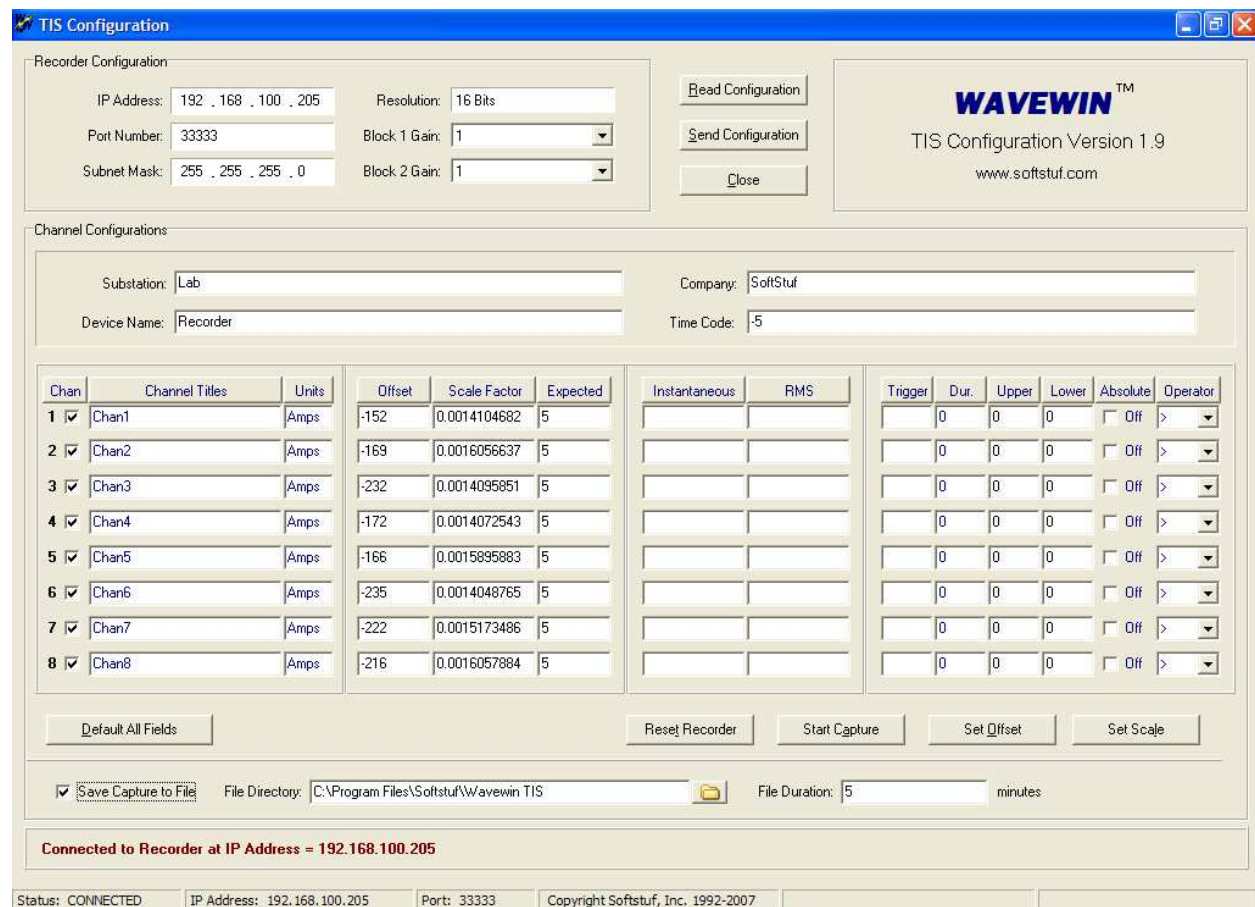 TIS Configuration
Recorder Configuration
IP Address: 192 . 168 . 100 . 205
Resolution: 16 Bits
Port Number: 33333
Block 1 Gain: 1
Subnet Mask: 255 . 255 . 255 . 0
Block 2 Gain: 1
Read Configuration
Send Configuration
Close
WAVEWIN™
TIS Configuration Version 1.9
www.softstuf.com
Channel Configurations
Substation: Lab
Company: SoftStuf
Device Name: Recorder
Time Code: -5
Chan Channel Titles Units Offset Scale Factor Expected Instantaneous RMS Trigger Dur. Upper Lower Absolute Operator
1 Chan1 Amps -152 0.0014104682 5 0 0 0 Off >
2 Chan2 Amps -169 0.0016056637 5 0 0 0 Off >
3 Chan3 Amps -232 0.0014095851 5 0 0 0 Off >
4 Chan4 Amps -172 0.0014072543 5 0 0 0 Off >
5 Chan5 Amps -166 0.0015895883 5 0 0 0 Off >
6 Chan6 Amps -235 0.0014048765 5 0 0 0 Off >
7 Chan7 Amps -222 0.0015173486 5 0 0 0 Off >
8 Chan8 Amps -216 0.0016057884 5 0 0 0 Off >
Default All Fields Reset Recorder Start Capture Set Offset Set Scale
Save Capture to File File Directory: C:\Program Files\Softstuf\Wavewin TIS File Duration: 5 minutes
Connected to Recorder at IP Address = 192.168.100.205
Status: CONNECTED IP Address: 192.168.100.205 Port: 33333 Copyright Softstuf, Inc. 1992-2007